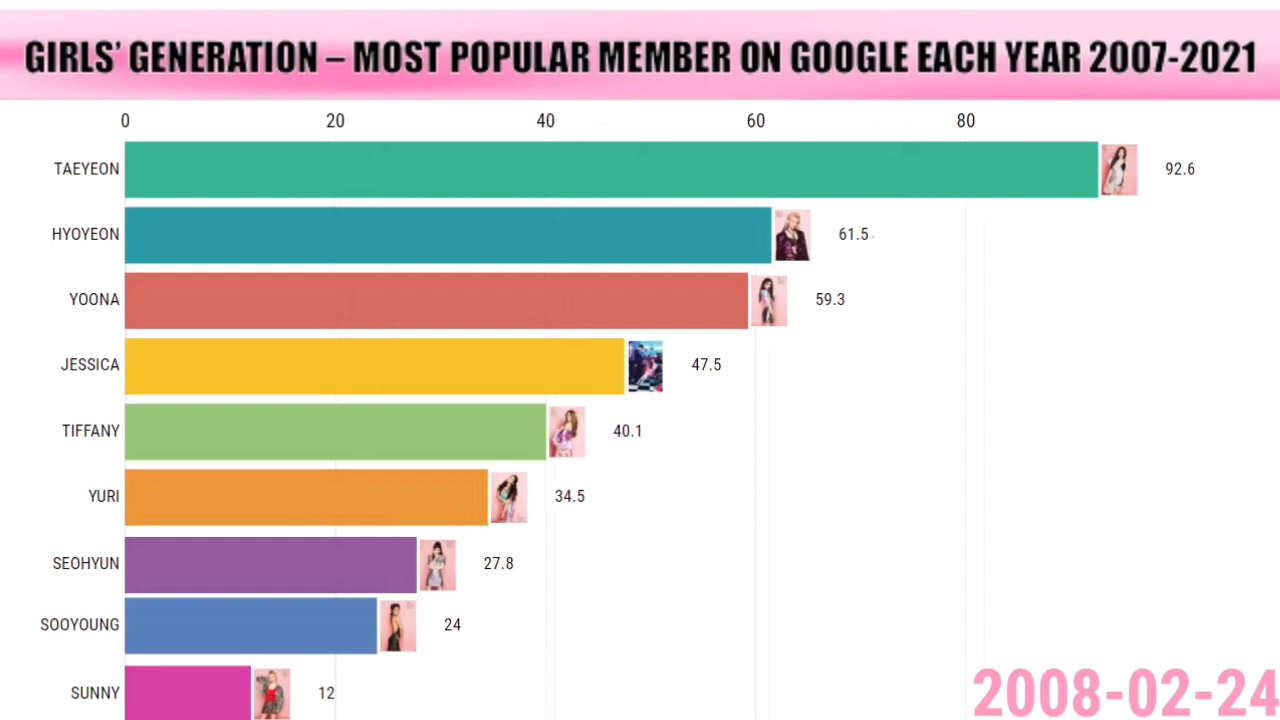 GIRLS' GENERATION – MOST POPULAR MEMBER ON GOOGLE EACH YEAR 2007-2021
0 20 40 60 80
TAEYEON 92.6
HYOYEON 61.5
YOONA 59.3
JESSICA 47.5
TIFFANY 40.1
YURI 34.5
SEOHYUN 27.8
SOOYOUNG 24
SUNNY 12
2008-02-24